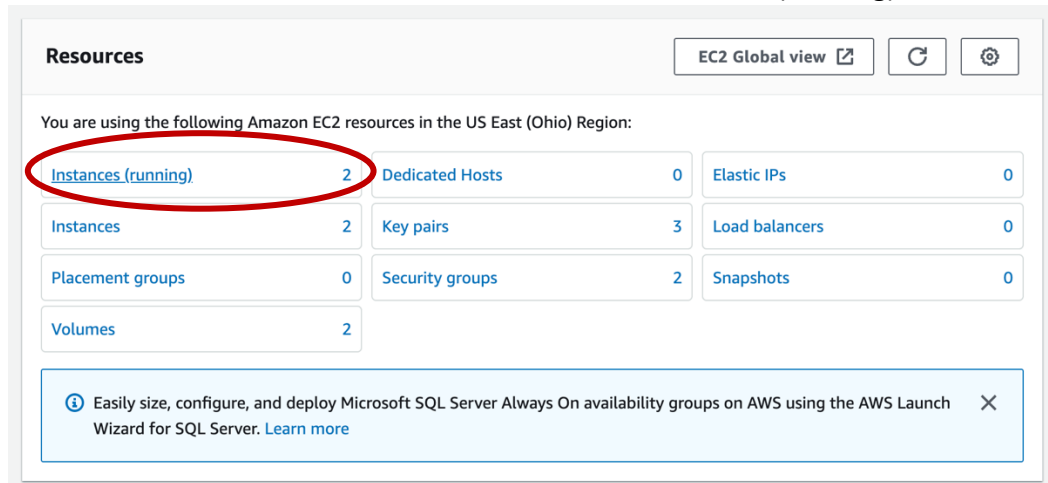 Resources
EC2 Global view
You are using the following Amazon EC2 resources in the US East (Ohio) Region:
Instances (running) 2 Dedicated Hosts 0 Elastic IPs 0
Instances 2 Key pairs 3 Load balancers 0
Placement groups 0 Security groups 2 Snapshots 0
Volumes 2
Easily size, configure, and deploy Microsoft SQL Server Always On availability groups on AWS using the AWS Launch
Wizard for SQL Server. Learn more